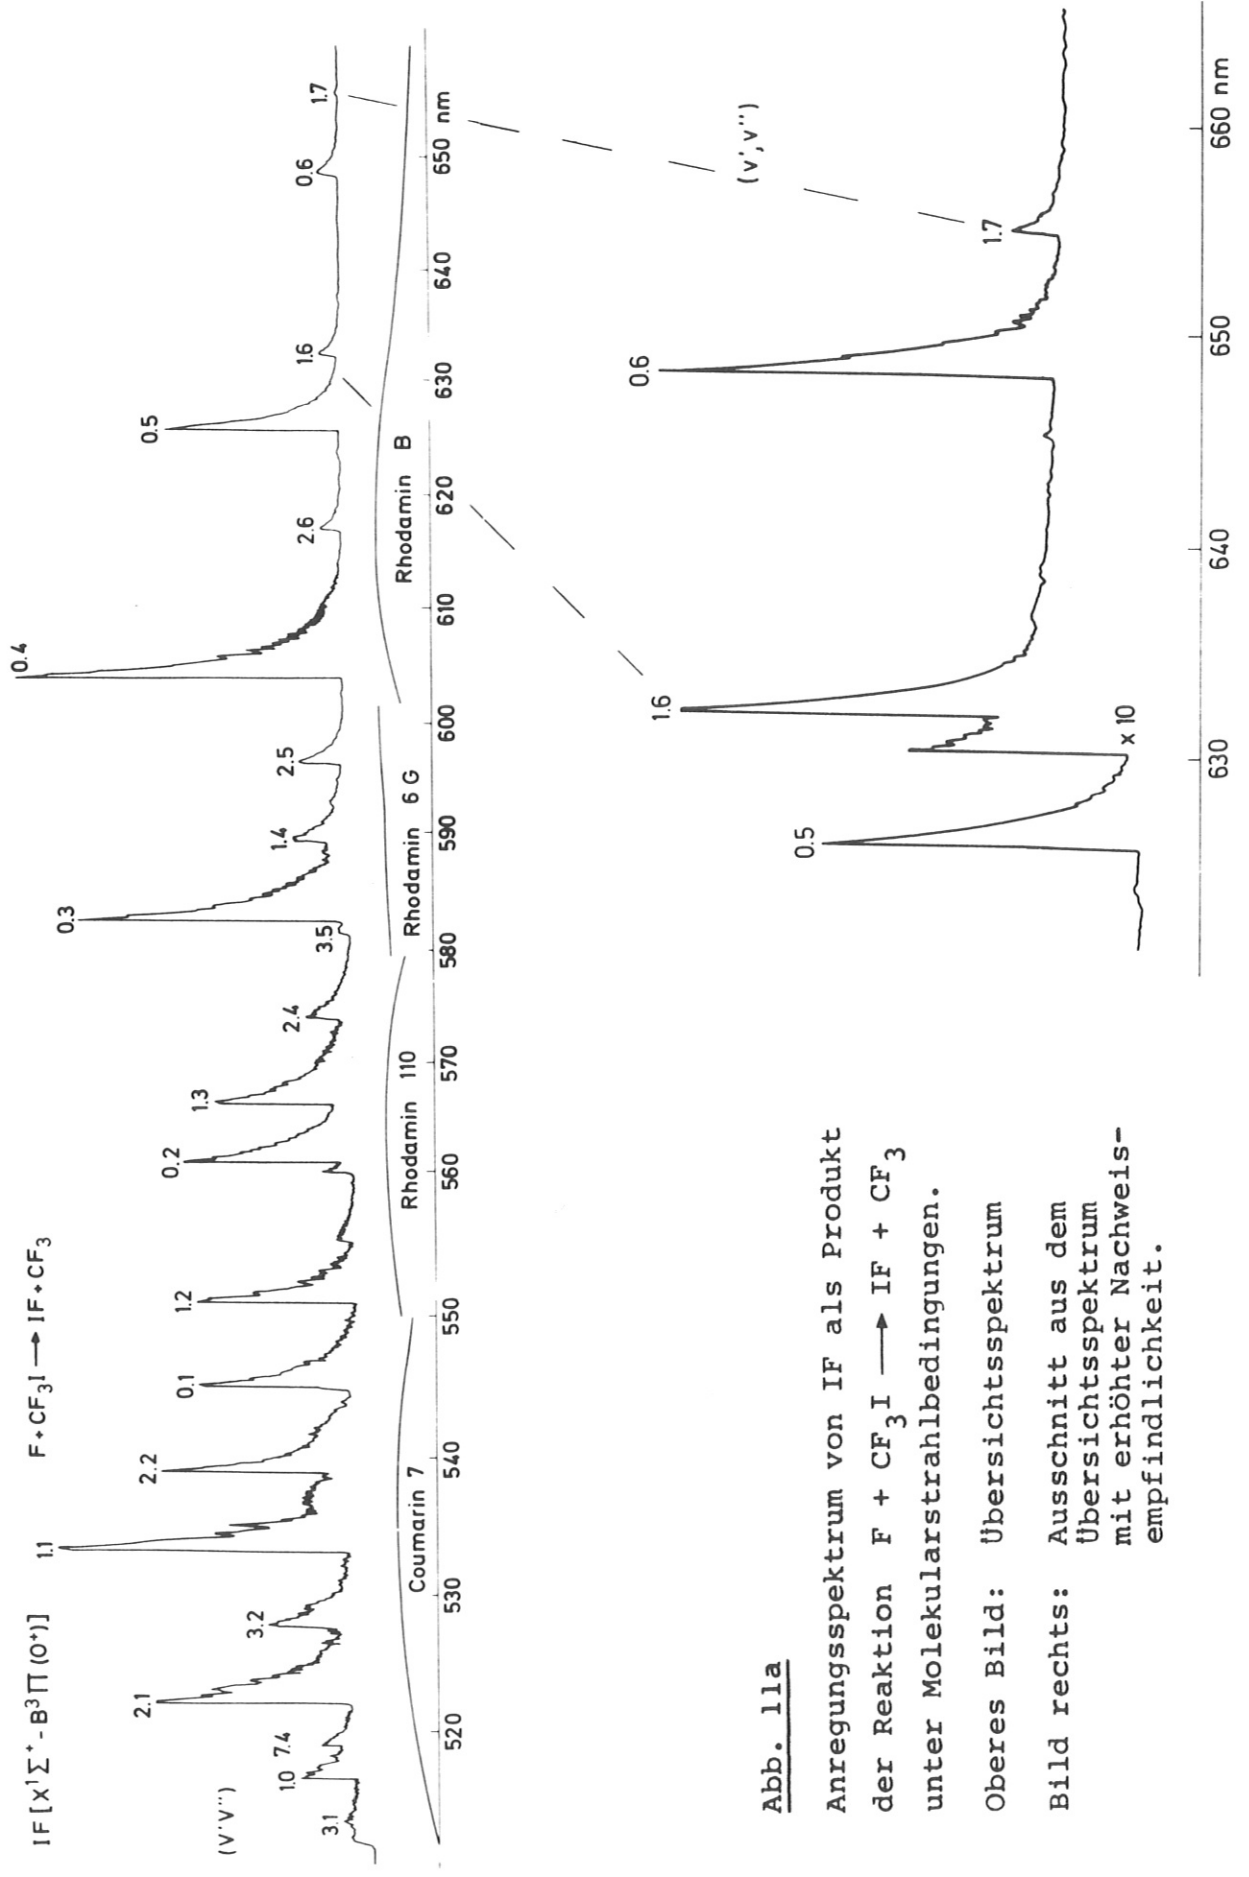 IF[X¹Σ⁺-B³Π(O⁺)]
F+CF₃I ⟶ IF+CF₃
(v'v")
3.1
1.0
7.4
2.1
3.2
1.1
2.2
0.1
1.2
0.2
1.3
2.4
3.5
0.3
1.4
2.5
0.4
2.6
0.5
1.6
0.6
1.7
Coumarin 7
Rhodamin 110
Rhodamin 6 G
Rhodamin B
520 530 540 550 560 570 580 590 600 610 620 630 640 650 nm
(v',v")
0.5
x 10
1.6
0.6
1.7
630 640 650 660 nm
Abb. 11a
Anregungsspektrum von IF als Produkt
der Reaktion F + CF₃I ⟶ IF + CF₃
unter Molekularstrahlbedingungen.
Oberes Bild: Übersichtsspektrum
Bild rechts: Ausschnitt aus dem
Übersichtsspektrum
mit erhöhter Nachweis-
empfindlichkeit.